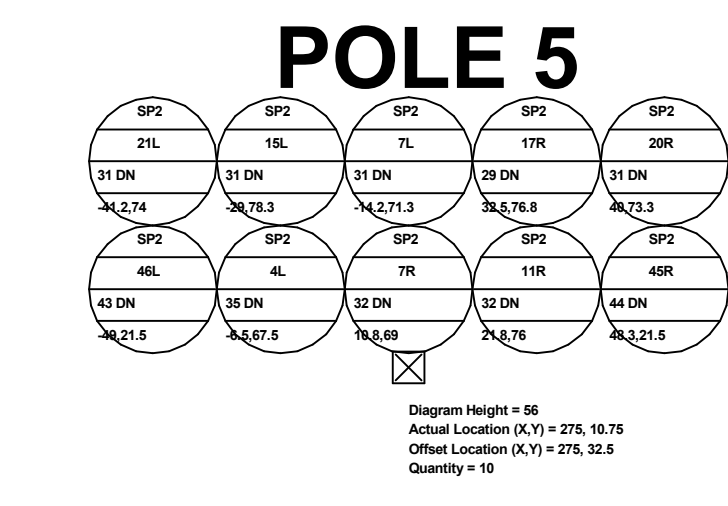 POLE 5
SP2 SP2 SP2 SP2 SP2
21L 15L 7L 17R 20R
31 DN 31 DN 31 DN 29 DN 31 DN
-41.2,74 -29,78.3 -14.2,71.3 32.5,76.8 40,73.3
SP2 SP2 SP2 SP2 SP2
46L 4L 7R 11R 45R
43 DN 35 DN 32 DN 32 DN 44 DN
-49,21.5 -6.5,67.5 10.8,69 21.8,76 48.3,21.5
Diagram Height = 56
Actual Location (X,Y) = 275, 10.75
Offset Location (X,Y) = 275, 32.5
Quantity = 10